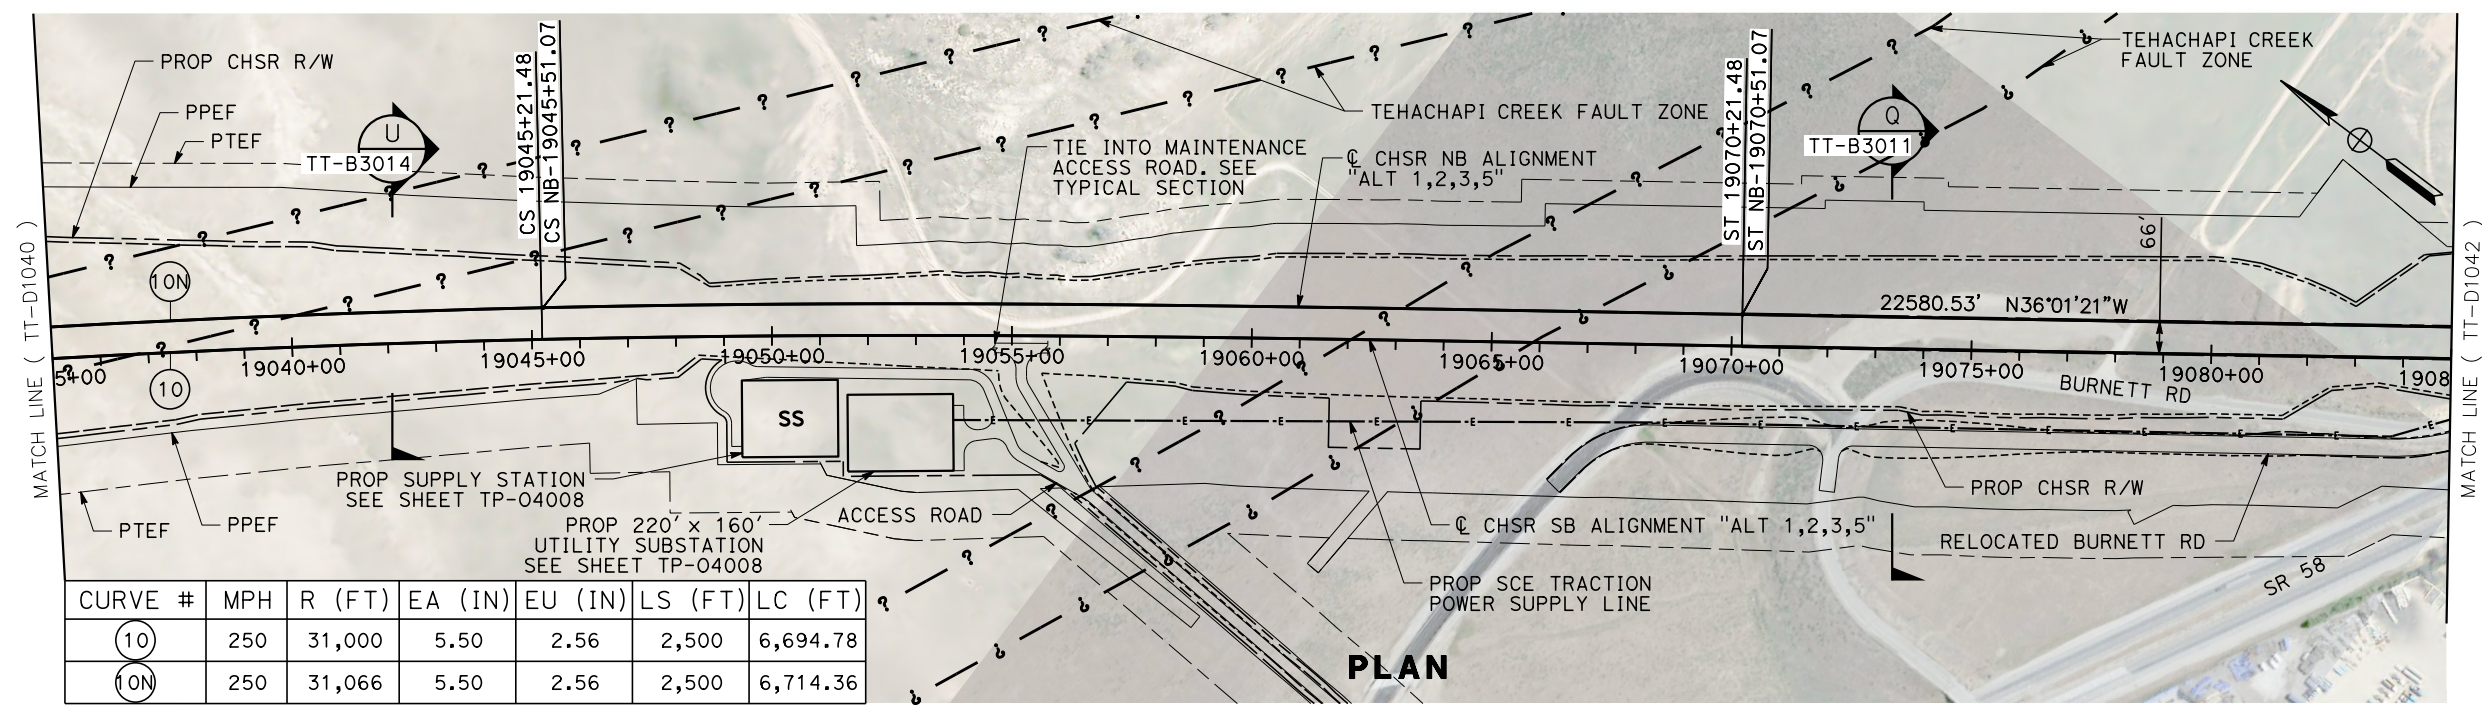 PROP CHSR R/W
PPEF
PTEF
U
TT-B3014
CS 19045+21.48
CS NB-19045+51.07
TEHACHAPI CREEK FAULT ZONE
TIE INTO MAINTENANCE
ACCESS ROAD. SEE
TYPICAL SECTION
℄ CHSR NB ALIGNMENT
"ALT 1,2,3,5"
ST 19070+21.48
ST NB-19070+51.07
Q
TT-B3011
TEHACHAPI CREEK
FAULT ZONE
66'
22580.53' N36°01'21"W
MATCH LINE ( TT-D1040 )
MATCH LINE ( TT-D1042 )
10N
10
5+00
19040+00
19045+00
19050+00
19055+00
19060+00
19065+00
19070+00
19075+00
19080+00
1908
BURNETT RD
SS
E E E E E E E E E E E E E E E E
PROP SUPPLY STATION
SEE SHEET TP-04008
PTEF
PPEF
PROP 220' x 160'
UTILITY SUBSTATION
SEE SHEET TP-04008
ACCESS ROAD
℄ CHSR SB ALIGNMENT "ALT 1,2,3,5"
PROP SCE TRACTION
POWER SUPPLY LINE
PROP CHSR R/W
RELOCATED BURNETT RD
SR 58
CURVE # MPH R (FT) EA (IN) EU (IN) LS (FT) LC (FT)
10 250 31,000 5.50 2.56 2,500 6,694.78
10N 250 31,066 5.50 2.56 2,500 6,714.36
PLAN